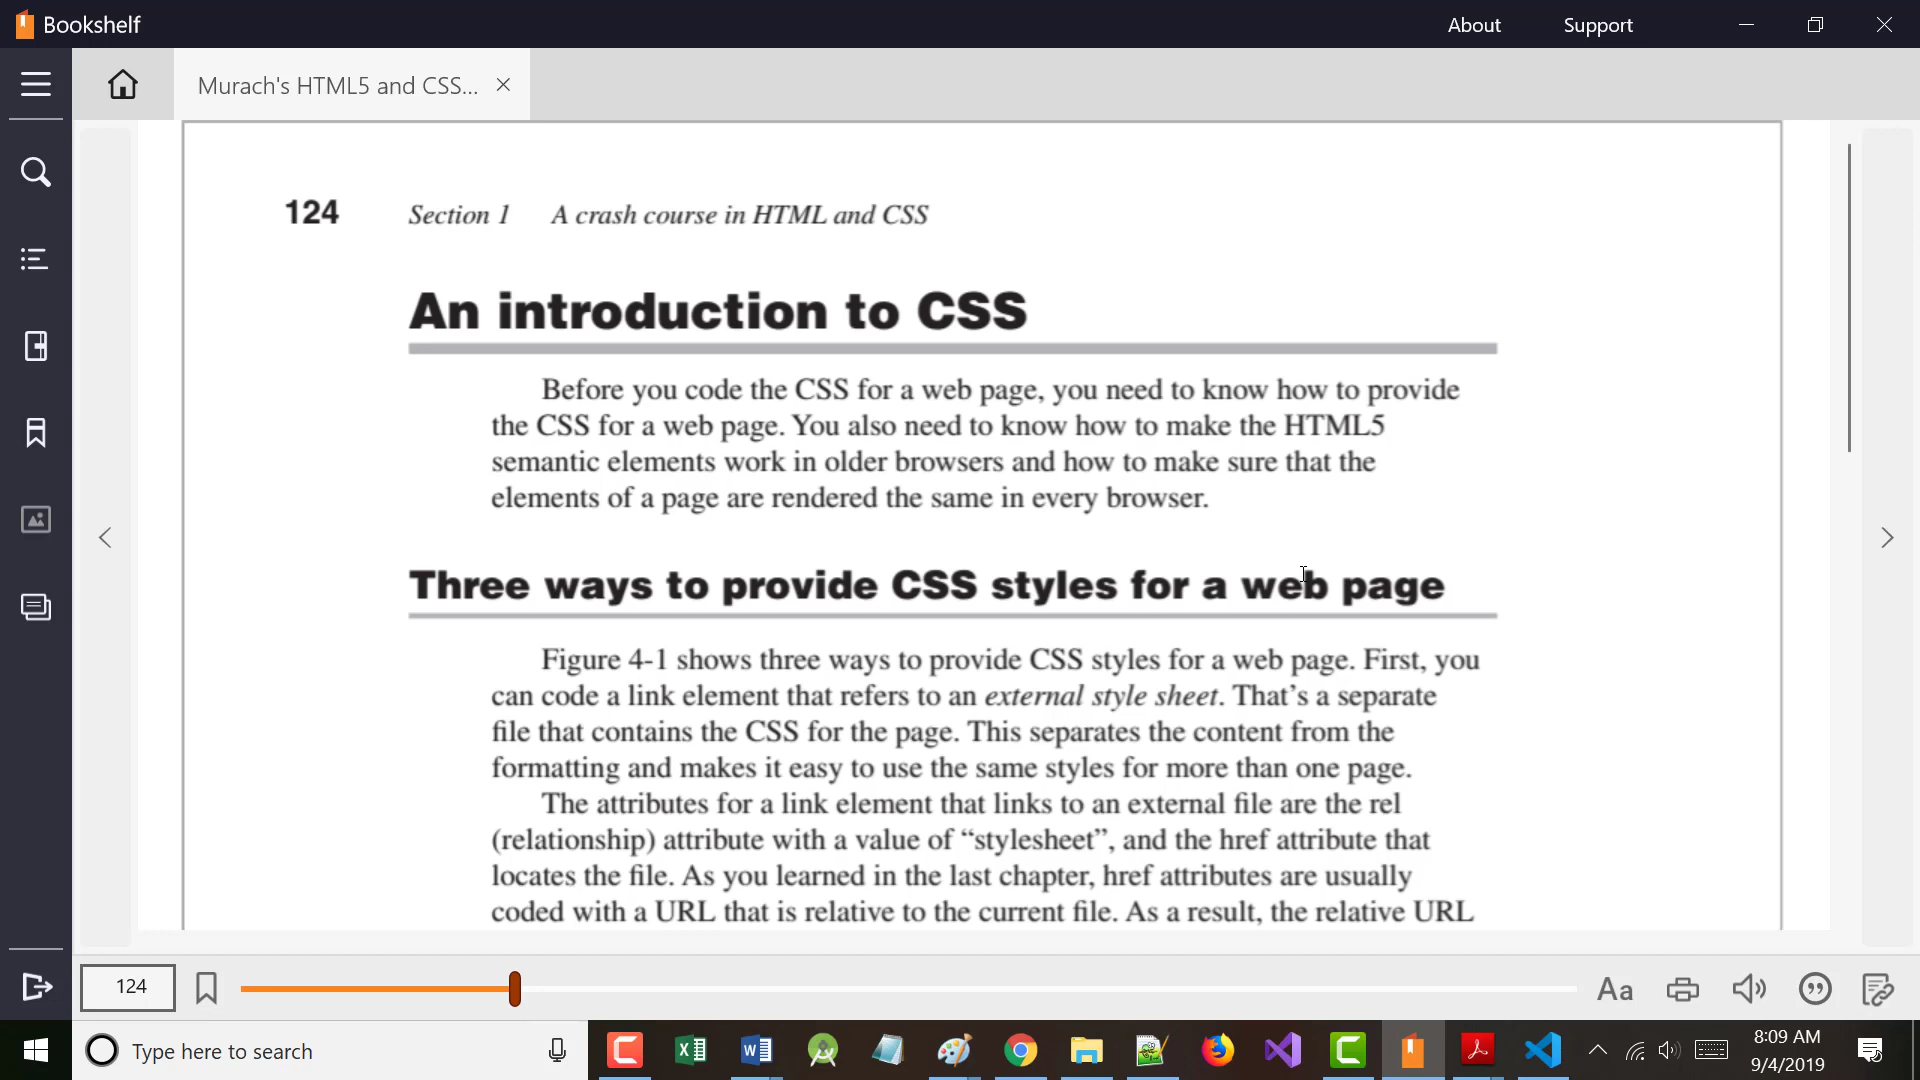 Bookshelf
About
Support
Murach's HTML5 and CSS...
124 Section 1 A crash course in HTML and CSS
An introduction to CSS
Before you code the CSS for a web page, you need to know how to provide
the CSS for a web page. You also need to know how to make the HTML5
semantic elements work in older browsers and how to make sure that the
elements of a page are rendered the same in every browser.
Three ways to provide CSS styles for a web page
Figure 4-1 shows three ways to provide CSS styles for a web page. First, you
can code a link element that refers to an external style sheet. That's a separate
file that contains the CSS for the page. This separates the content from the
formatting and makes it easy to use the same styles for more than one page.
The attributes for a link element that links to an external file are the rel
(relationship) attribute with a value of “stylesheet”, and the href attribute that
locates the file. As you learned in the last chapter, href attributes are usually
coded with a URL that is relative to the current file. As a result, the relative URL
124
Aa
Type here to search
8:09 AM
9/4/2019